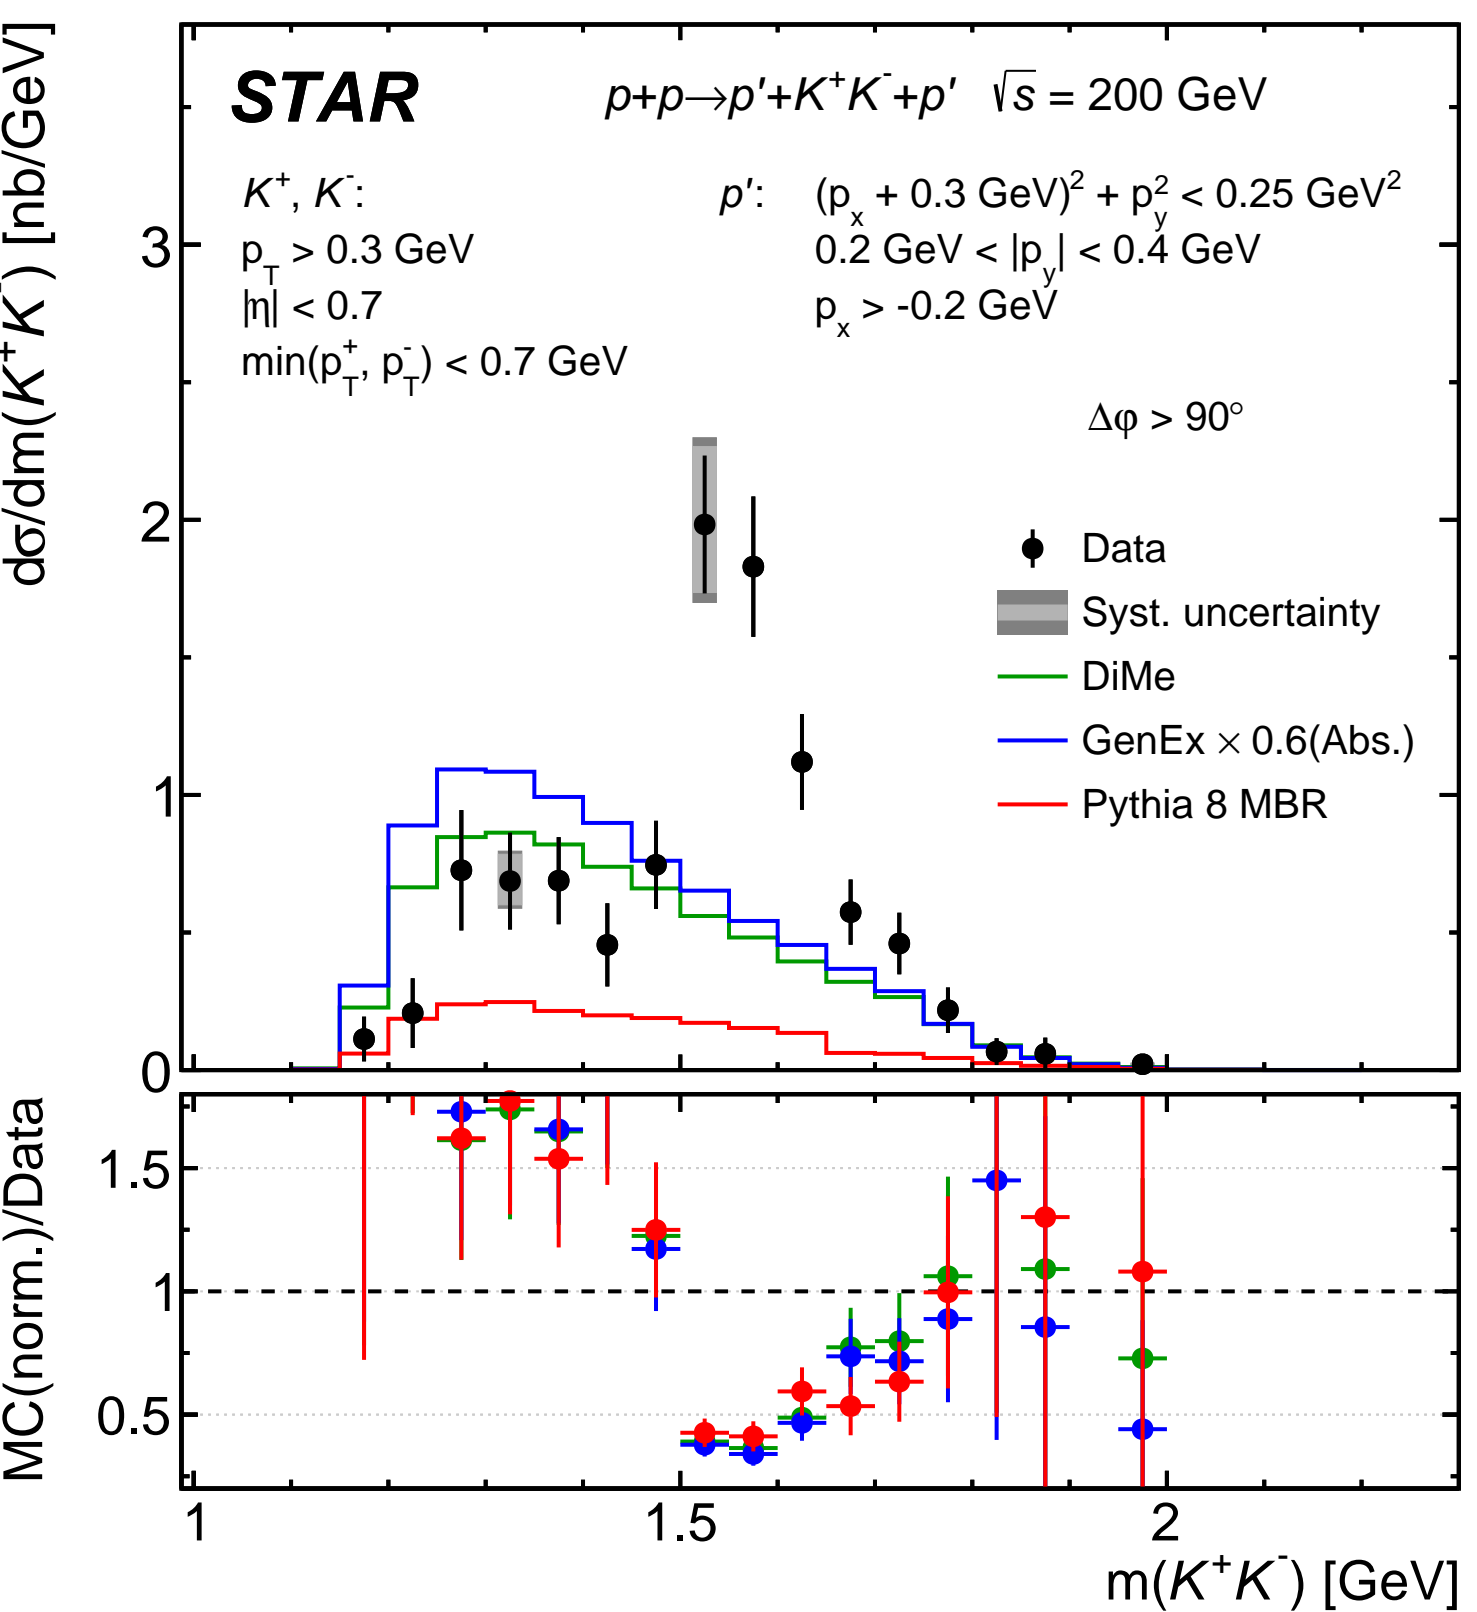 STAR p+p→p′+K⁺K⁻+p′ √s = 200 GeV
K⁺, K⁻: p′: (pₓ + 0.3 GeV)² + p_y² < 0.25 GeV²
p_T > 0.3 GeV 0.2 GeV < |p_y| < 0.4 GeV
|η| < 0.7 pₓ > -0.2 GeV
min(p_T⁺, p_T⁻) < 0.7 GeV
Δφ > 90°
Data
Syst. uncertainty
DiMe
GenEx × 0.6(Abs.)
Pythia 8 MBR
dσ/dm(K⁺K⁻) [nb/GeV]
3
2
1
0
MC(norm.)/Data
1.5
1
0.5
1 1.5 2
m(K⁺K⁻) [GeV]